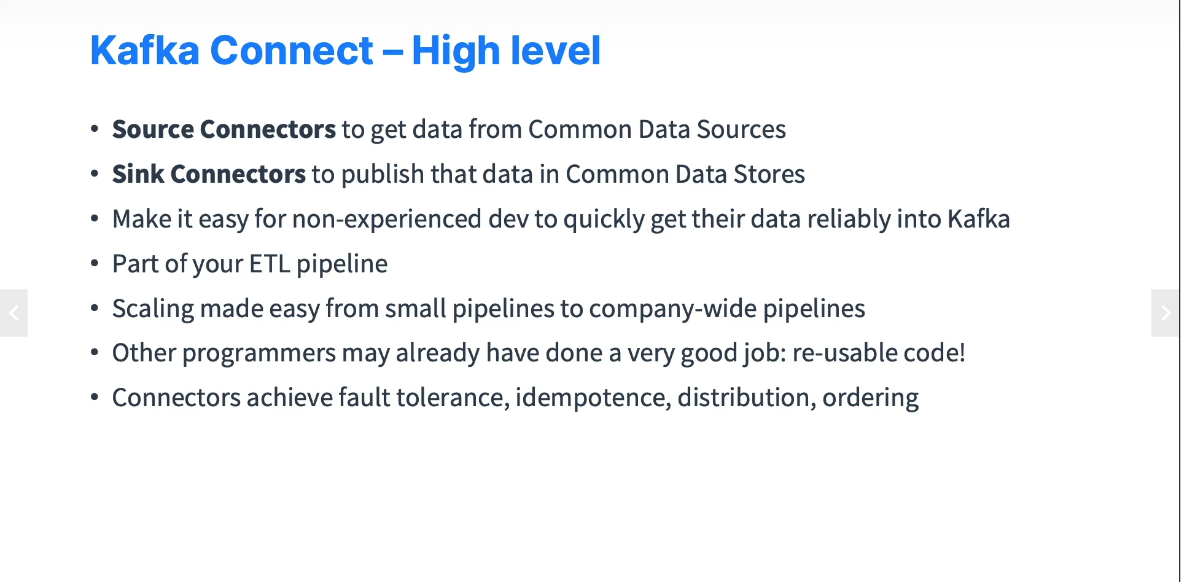 Kafka Connect – High level
• Source Connectors to get data from Common Data Sources
• Sink Connectors to publish that data in Common Data Stores
• Make it easy for non-experienced dev to quickly get their data reliably into Kafka
• Part of your ETL pipeline
• Scaling made easy from small pipelines to company-wide pipelines
• Other programmers may already have done a very good job: re-usable code!
• Connectors achieve fault tolerance, idempotence, distribution, ordering